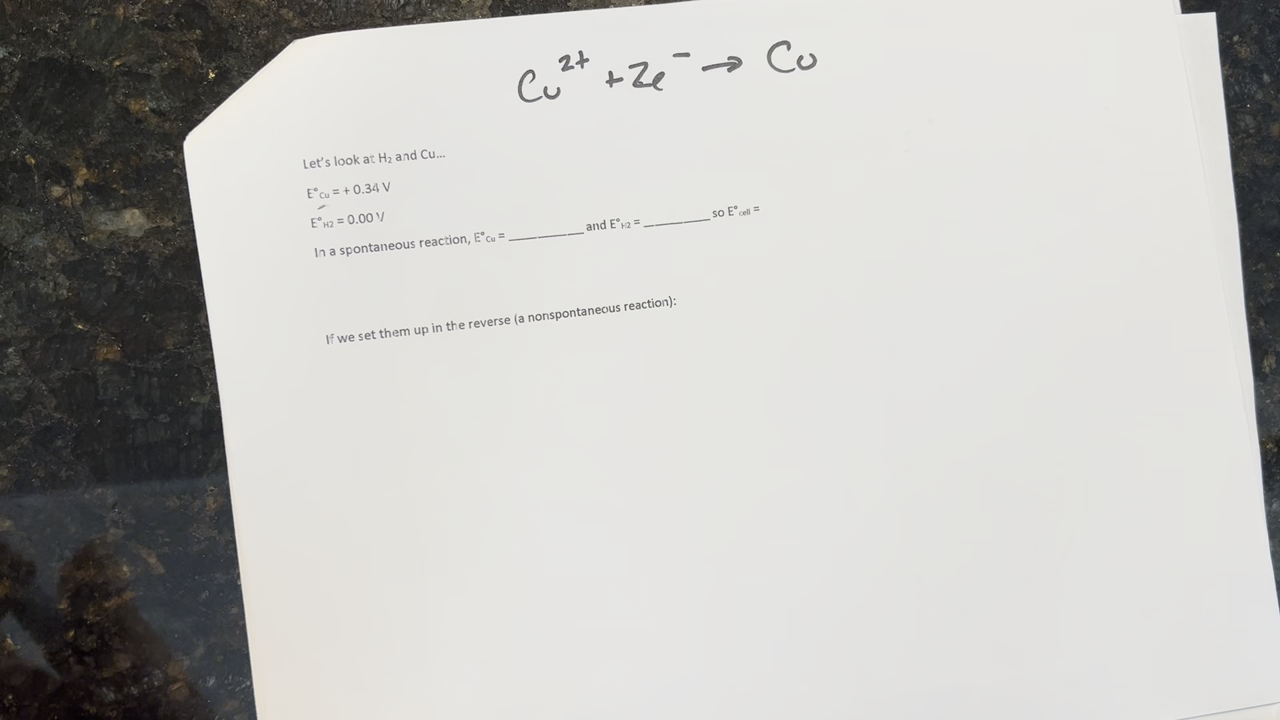 Cu²⁺ + 2e⁻ → Cu
Let's look at H₂ and Cu...
E°Cu = + 0.34 V
E°H2 = 0.00 V
In a spontaneous reaction, E°Cu = __________ and E°H2 = _________ so E°cell =
If we set them up in the reverse (a nonspontaneous reaction):